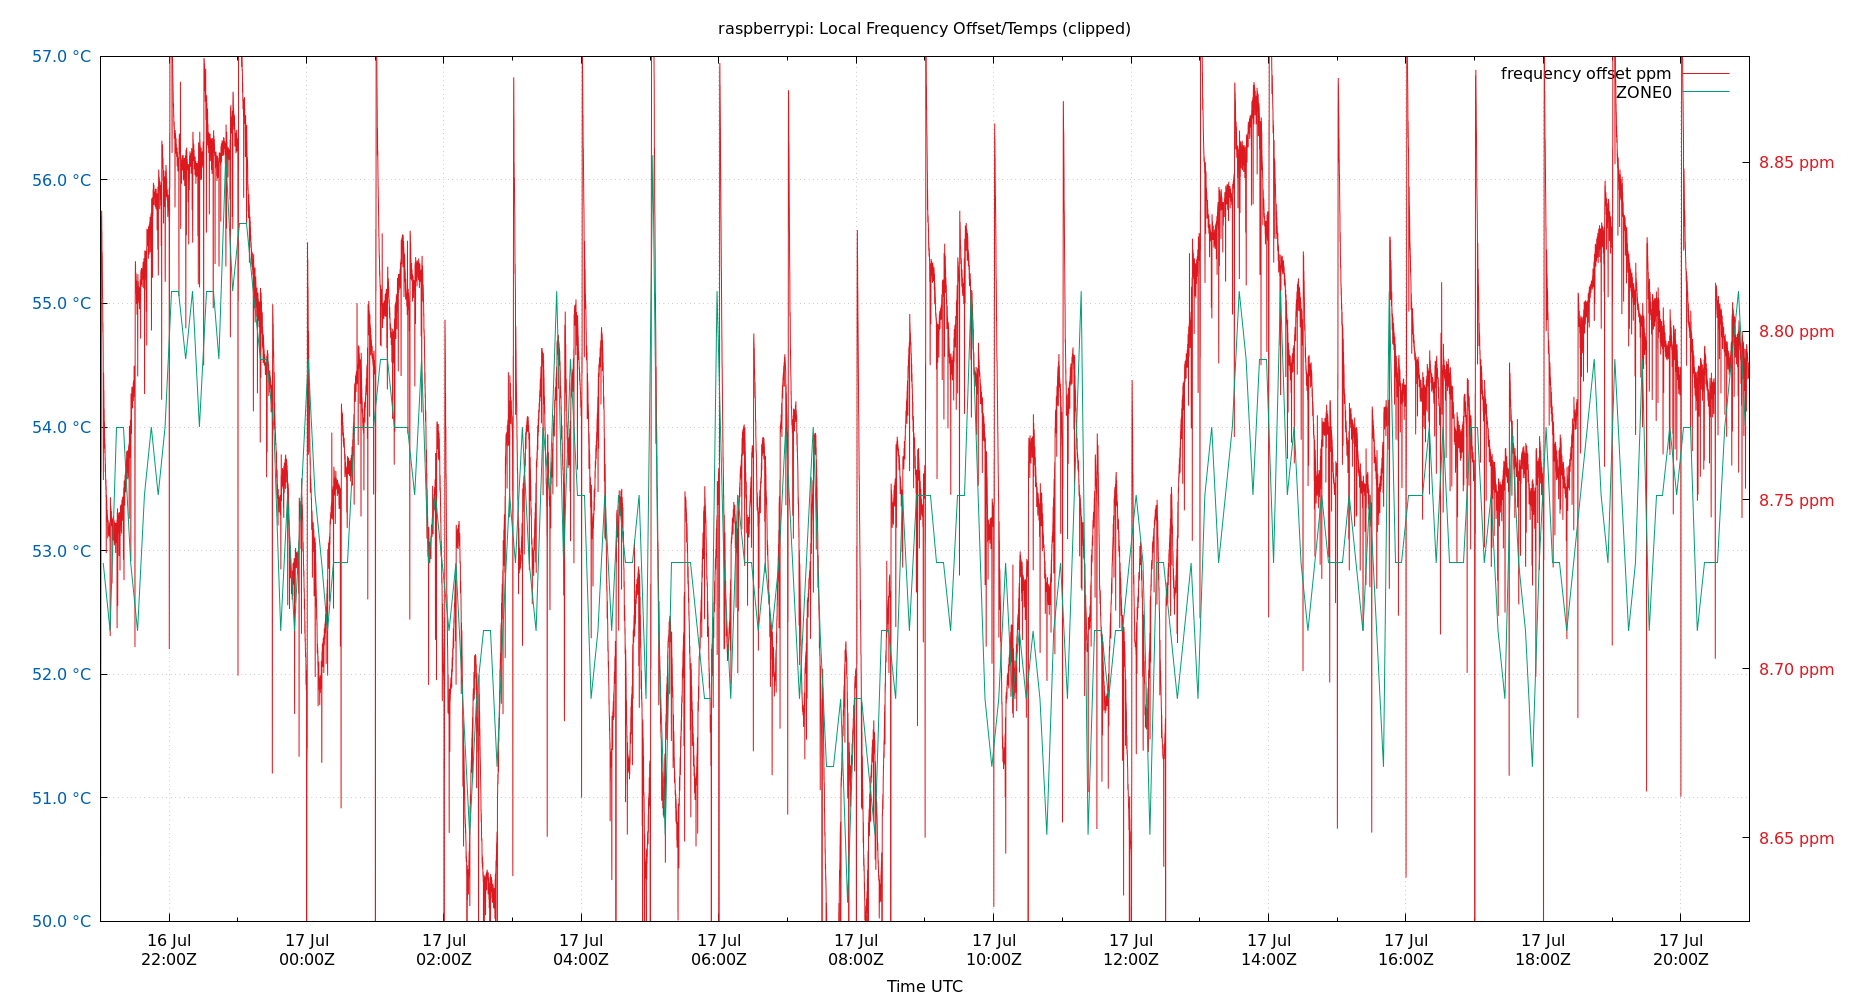 raspberrypi: Local Frequency Offset/Temps (clipped)
57.0 °C
56.0 °C
55.0 °C
54.0 °C
53.0 °C
52.0 °C
51.0 °C
50.0 °C
frequency offset ppm
ZONE0
8.85 ppm
8.80 ppm
8.75 ppm
8.70 ppm
8.65 ppm
16 Jul
22:00Z
17 Jul
00:00Z
17 Jul
02:00Z
17 Jul
04:00Z
17 Jul
06:00Z
17 Jul
08:00Z
17 Jul
10:00Z
17 Jul
12:00Z
17 Jul
14:00Z
17 Jul
16:00Z
17 Jul
18:00Z
17 Jul
20:00Z
Time UTC